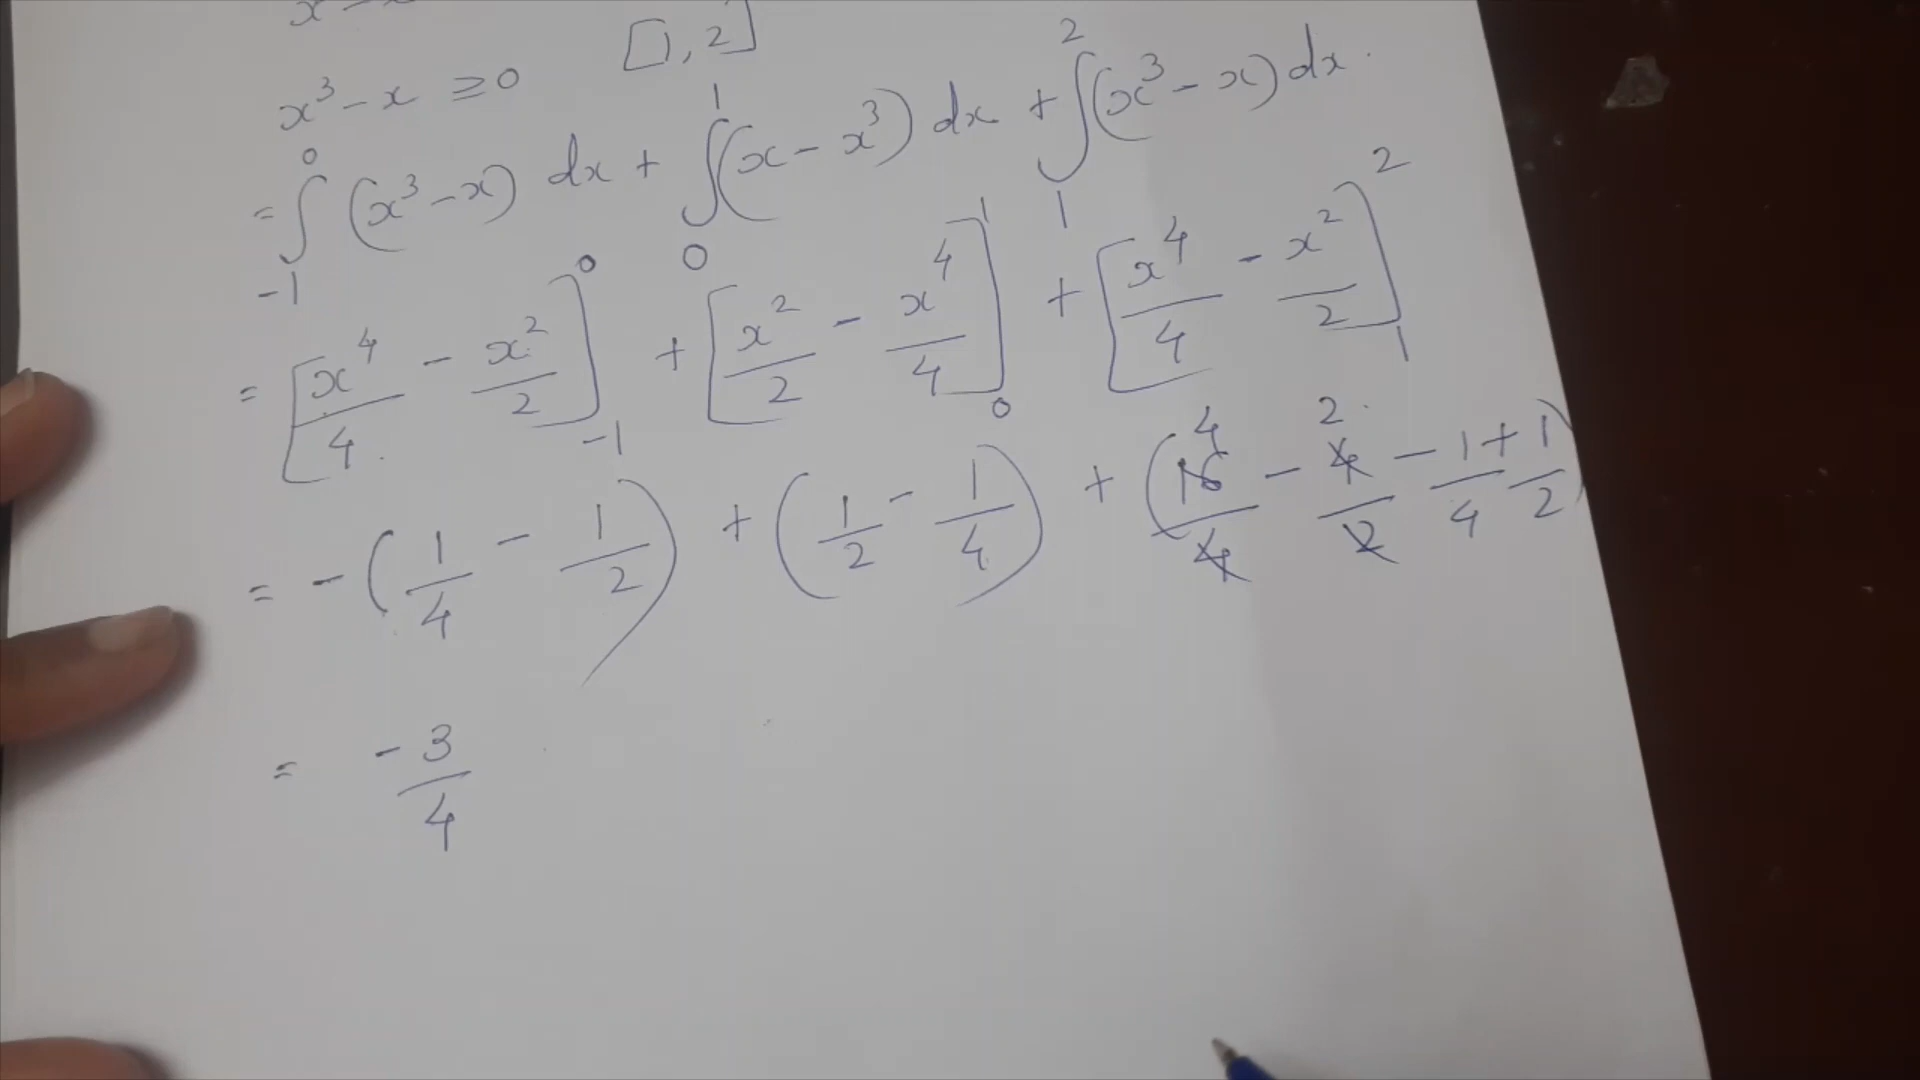 x³ - x ≥ 0 [1, 2]
= ∫₋₁⁰ (x³ - x) dx + ∫₀¹ (x - x³) dx + ∫₁² (x³ - x) dx.
= [x⁴/4 - x²/2]₋₁⁰ + [x²/2 - x⁴/4]₀¹ + [x⁴/4 - x²/2]₁²
= -(1/4 - 1/2) + (1/2 - 1/4) + (16/4 - 4/2 - 1/4 + 1/2) 4 2
= -3/4